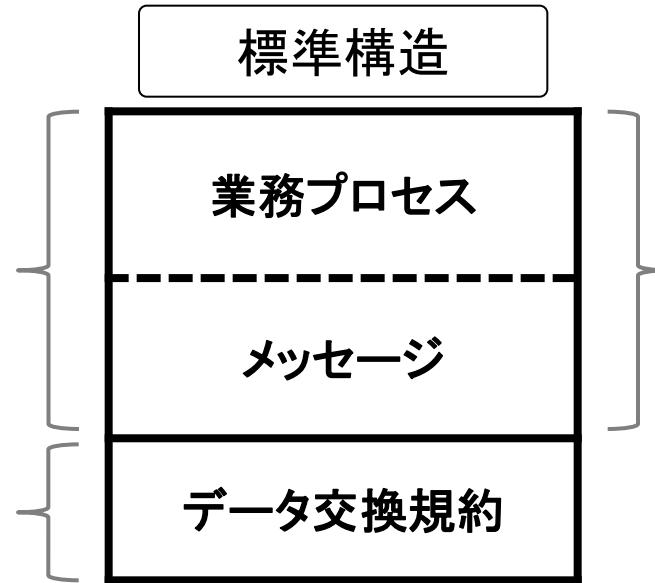 標準構造
業務プロセス
メッセージ
データ交換規約